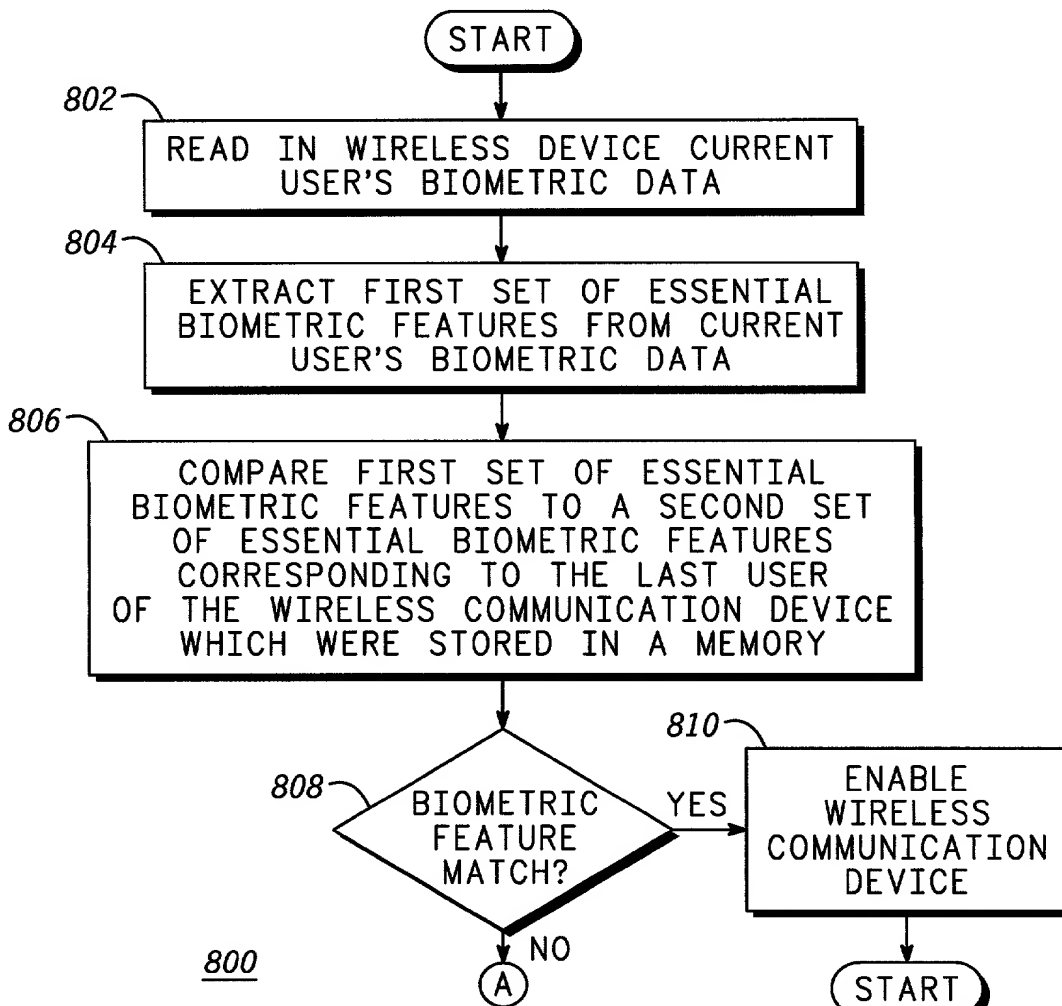 START
802
READ IN WIRELESS DEVICE CURRENT
USER'S BIOMETRIC DATA
804
EXTRACT FIRST SET OF ESSENTIAL
BIOMETRIC FEATURES FROM CURRENT
USER'S BIOMETRIC DATA
806
COMPARE FIRST SET OF ESSENTIAL
BIOMETRIC FEATURES TO A SECOND SET
OF ESSENTIAL BIOMETRIC FEATURES
CORRESPONDING TO THE LAST USER
OF THE WIRELESS COMMUNICATION DEVICE
WHICH WERE STORED IN A MEMORY
808
BIOMETRIC
FEATURE
MATCH?
YES
810
ENABLE
WIRELESS
COMMUNICATION
DEVICE
NO
800
A
START